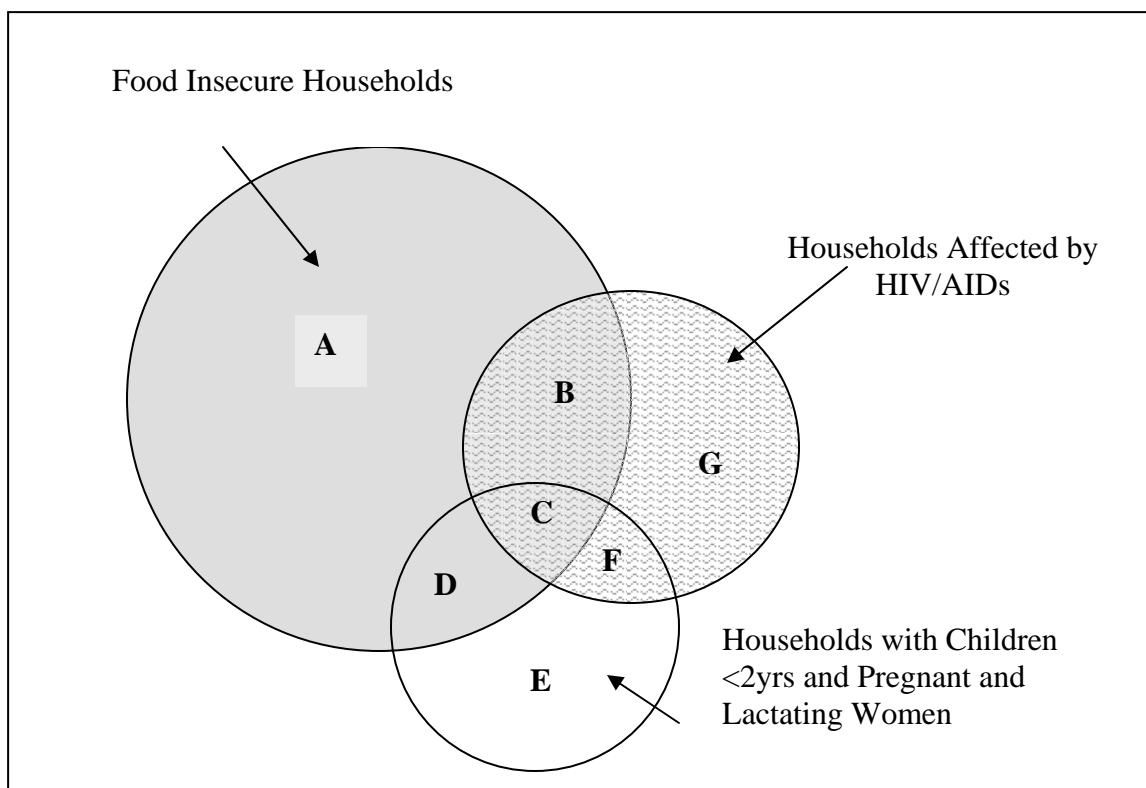 Food Insecure Households
Households Affected by
HIV/AIDs
A
B
G
C
F
D
E
Households with Children
<2yrs and Pregnant and
Lactating Women